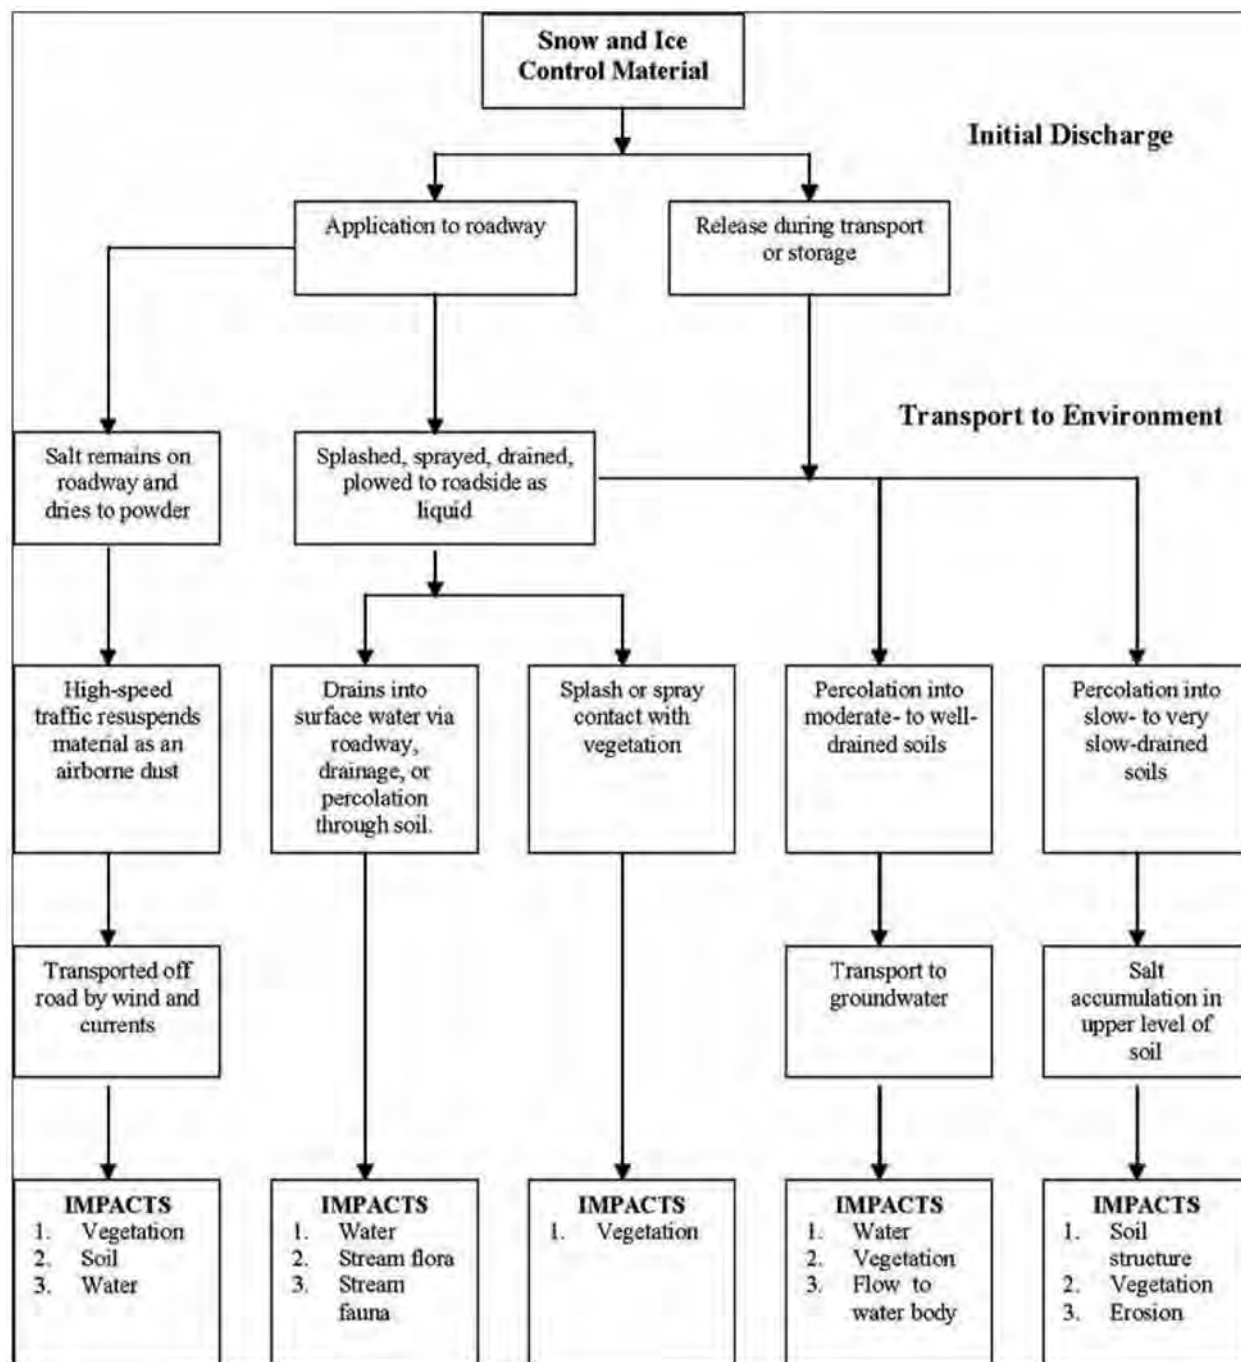 Snow and Ice
Control Material
Initial Discharge
Application to roadway
Release during transport
or storage
Transport to Environment
Salt remains on
roadway and
dries to powder
Splashed, sprayed, drained,
plowed to roadside as
liquid
High-speed
traffic resuspends
material as an
airborne dust
Drains into
surface water via
roadway,
drainage, or
percolation
through soil.
Splash or spray
contact with
vegetation
Percolation into
moderate- to well-
drained soils
Percolation into
slow- to very
slow-drained
soils
Transported off
road by wind and
currents
Transport to
groundwater
Salt
accumulation in
upper level of
soil
IMPACTS
1. Vegetation
2. Soil
3. Water
IMPACTS
1. Water
2. Stream flora
3. Stream
fauna
IMPACTS
1. Vegetation
IMPACTS
1. Water
2. Vegetation
3. Flow to
water body
IMPACTS
1. Soil
structure
2. Vegetation
3. Erosion